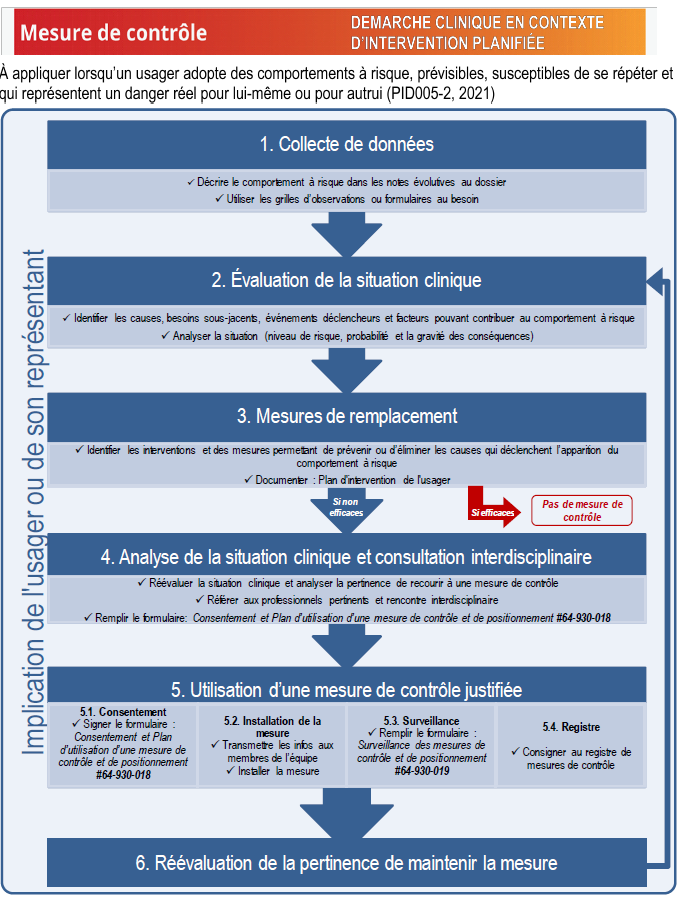 Mesure de contrôle
DEMARCHE CLINIQUE EN CONTEXTE
D'INTERVENTION PLANIFIÉE
À appliquer lorsqu'un usager adopte des comportements à risque, prévisibles, susceptibles de se répéter et
qui représentent un danger réel pour lui-même ou pour autrui (PID005-2, 2021)
Implication de l'usager ou de son représentant
1. Collecte de données
✓ Décrire le comportement à risque dans les notes évolutives au dossier
✓ Utiliser les grilles d'observations ou formulaires au besoin
2. Évaluation de la situation clinique
✓ Identifier les causes, besoins sous-jacents, événements déclencheurs et facteurs pouvant contribuer au comportement à risque
✓ Analyser la situation (niveau de risque, probabilité et la gravité des conséquences)
3. Mesures de remplacement
✓ Identifier les interventions et des mesures permettant de prévenir ou d'éliminer les causes qui déclenchent l'apparition du
comportement à risque
✓ Documenter : Plan d'intervention de l'usager
Si non
efficaces
Si efficaces
Pas de mesure de
contrôle
4. Analyse de la situation clinique et consultation interdisciplinaire
✓ Réévaluer la situation clinique et analyser la pertinence de recourir à une mesure de contrôle
✓ Référer aux professionnels pertinents et rencontre interdisciplinaire
✓ Remplir le formulaire: Consentement et Plan d'utilisation d'une mesure de contrôle et de positionnement #64-930-018
5. Utilisation d'une mesure de contrôle justifiée
5.1. Consentement
✓ Signer le formulaire :
Consentement et Plan
d'utilisation d'une mesure de
contrôle et de positionnement
#64-930-018
5.2. Installation de la
mesure
✓ Transmettre les infos aux
membres de l'équipe
✓ Installer la mesure
5.3. Surveillance
✓ Remplir le formulaire :
Surveillance des mesures de
contrôle et de positionnement
#64-930-019
5.4. Registre
✓ Consigner au registre de
mesures de contrôle
6. Réévaluation de la pertinence de maintenir la mesure